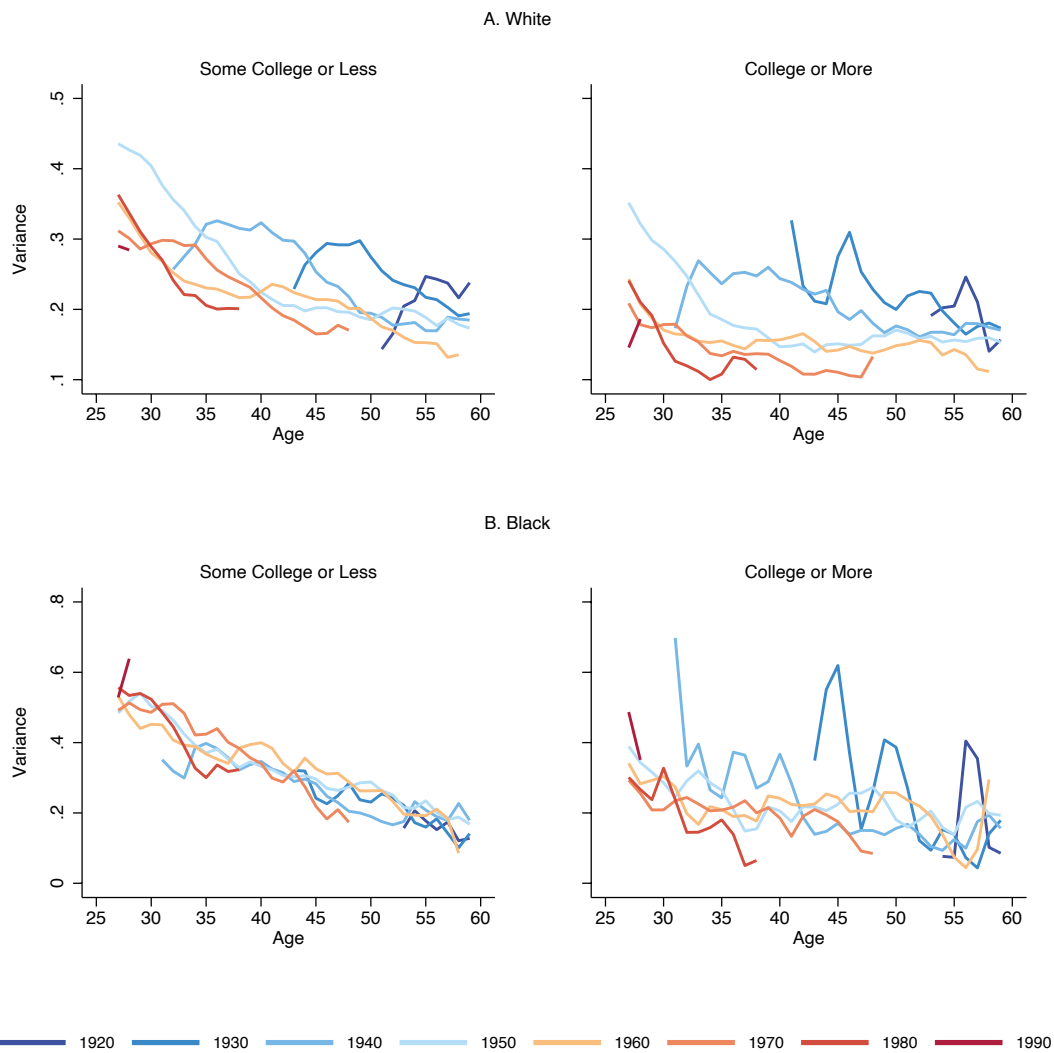 A. White
Some College or Less
College or More
Variance
.5
.4
.3
.2
.1
25 30 35 40 45 50 55 60
25 30 35 40 45 50 55 60
Age
Age
B. Black
Some College or Less
College or More
Variance
.8
.6
.4
.2
0
25 30 35 40 45 50 55 60
25 30 35 40 45 50 55 60
Age
Age
1920 1930 1940 1950 1960 1970 1980 1990